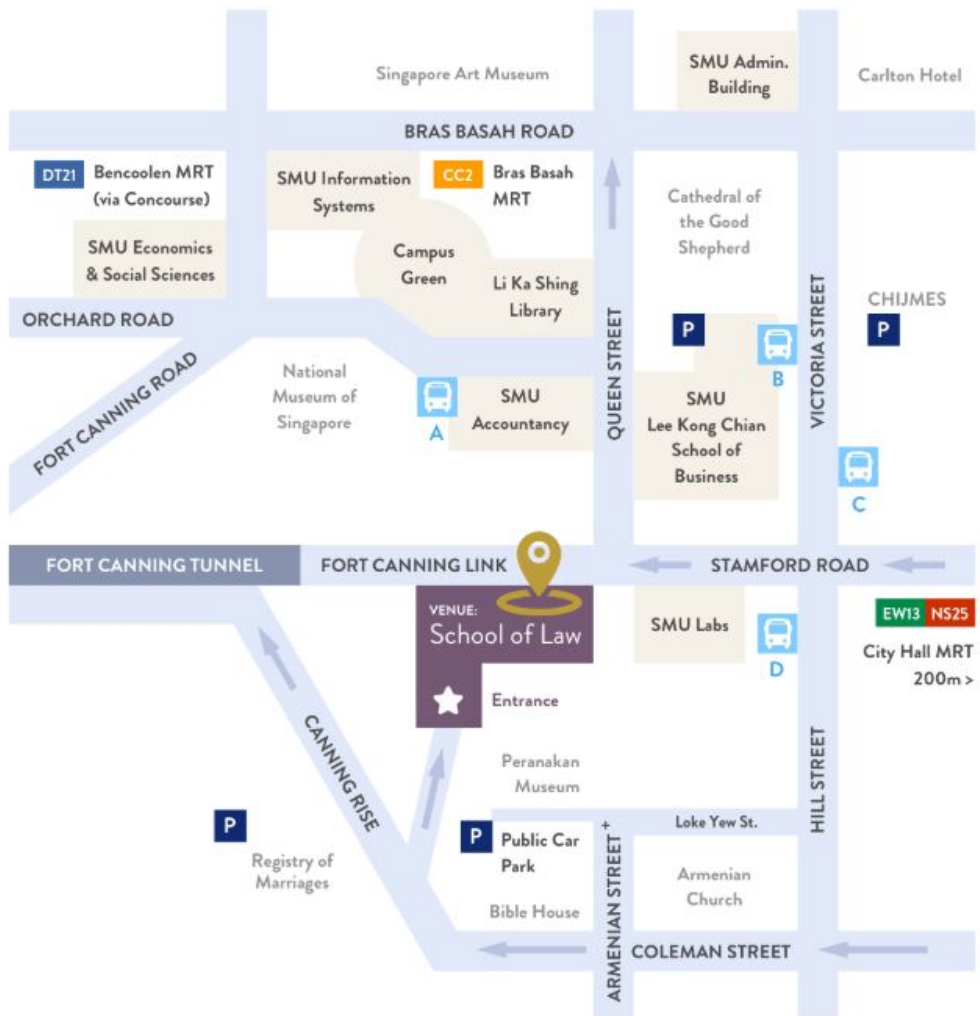 Singapore Art Museum
SMU Admin.
Building
Carlton Hotel
BRAS BASAH ROAD
DT21
Bencoolen MRT
(via Concourse)
SMU Information
Systems
CC2
Bras Basah
MRT
Cathedral of
the Good
Shepherd
SMU Economics
& Social Sciences
Campus
Green
Li Ka Shing
Library
ORCHARD ROAD
QUEEN STREET
VICTORIA STREET
CHIJMES
P
P
B
FORT CANNING ROAD
National
Museum of
Singapore
A
SMU
Accountancy
SMU
Lee Kong Chian
School of
Business
C
FORT CANNING TUNNEL
FORT CANNING LINK
STAMFORD ROAD
VENUE:
School of Law
Entrance
SMU Labs
D
EW13 NS25
City Hall MRT
200m >
CANNING RISE
Peranakan
Museum
HILL STREET
P
Registry of
Marriages
P
Public Car
Park
Loke Yew St.
ARMENIAN STREET +
Armenian
Church
Bible House
COLEMAN STREET